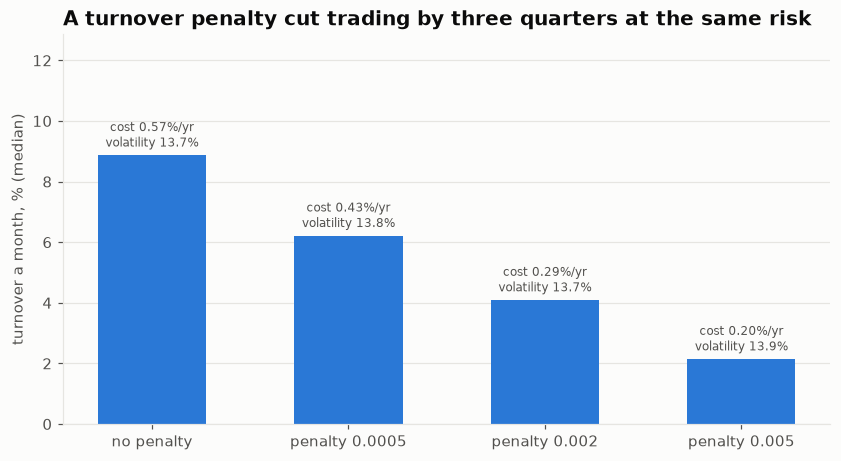 A turnover penalty cut trading by three quarters at the same risk
turnover a month, % (median)
12
10
8
6
4
2
0
cost 0.57%/yr
volatility 13.7%
cost 0.43%/yr
volatility 13.8%
cost 0.29%/yr
volatility 13.7%
cost 0.20%/yr
volatility 13.9%
no penalty
penalty 0.0005
penalty 0.002
penalty 0.005